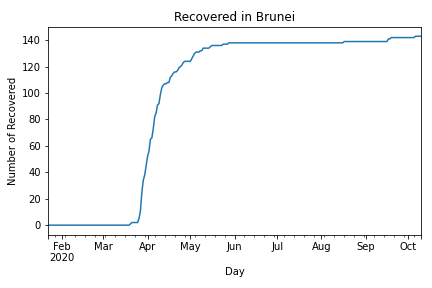 Recovered in Brunei
Number of Recovered
140
120
100
80
60
40
20
0
Feb Mar Apr May Jun Jul Aug Sep Oct
2020
Day